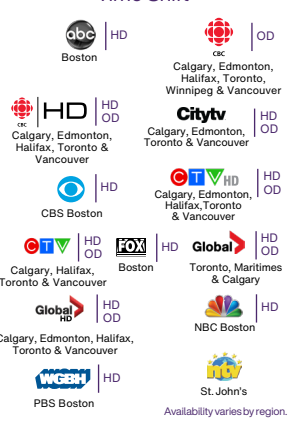 abc HD
Boston
CBC OD
Calgary, Edmonton,
Halifax, Toronto,
Winnipeg & Vancouver
CBC HD HD
OD
Calgary, Edmonton,
Halifax, Toronto &
Vancouver
Citytv HD
OD
Calgary, Edmonton,
Toronto & Vancouver
HD
CBS Boston
CTV HD HD
OD
Calgary, Edmonton,
Halifax,Toronto
& Vancouver
CTV HD
OD
Calgary, Halifax,
Toronto & Vancouver
FOX HD
Boston
Global HD
OD
Toronto, Maritimes
& Calgary
Global HD HD
OD
Calgary, Edmonton, Halifax,
Toronto & Vancouver
HD
NBC Boston
WGBH HD
PBS Boston
ntv
St. John's
Availability varies by region.